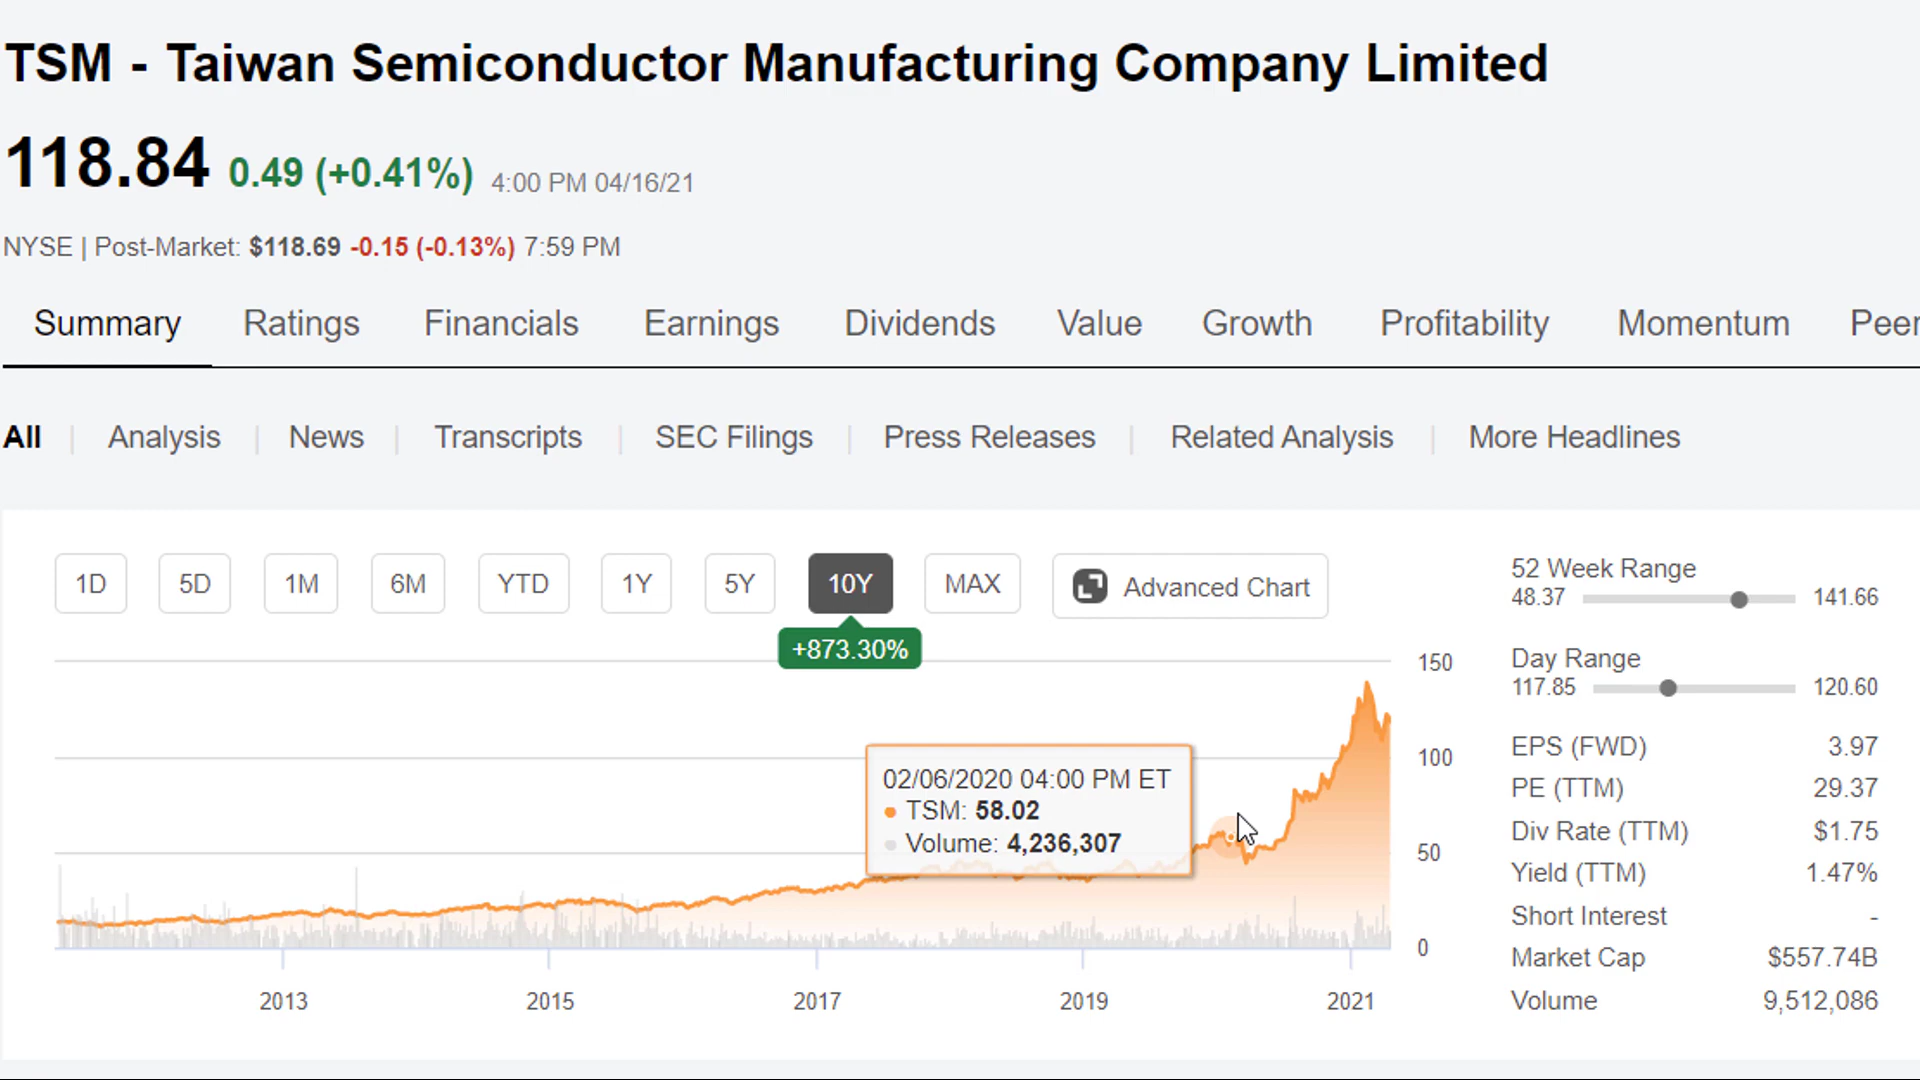 TSM - Taiwan Semiconductor Manufacturing Company Limited
118.84 0.49 (+0.41%) 4:00 PM 04/16/21
NYSE | Post-Market: $118.69 -0.15 (-0.13%) 7:59 PM
Summary Ratings Financials Earnings Dividends Value Growth Profitability Momentum Peer
All | Analysis | News | Transcripts | SEC Filings | Press Releases | Related Analysis | More Headlines
1D 5D 1M 6M YTD 1Y 5Y 10Y MAX Advanced Chart
+873.30%
150
100
50
0
02/06/2020 04:00 PM ET
TSM: 58.02
Volume: 4,236,307
2013 2015 2017 2019 2021
52 Week Range
48.37 141.66
Day Range
117.85 120.60
EPS (FWD) 3.97
PE (TTM) 29.37
Div Rate (TTM) $1.75
Yield (TTM) 1.47%
Short Interest -
Market Cap $557.74B
Volume 9,512,086